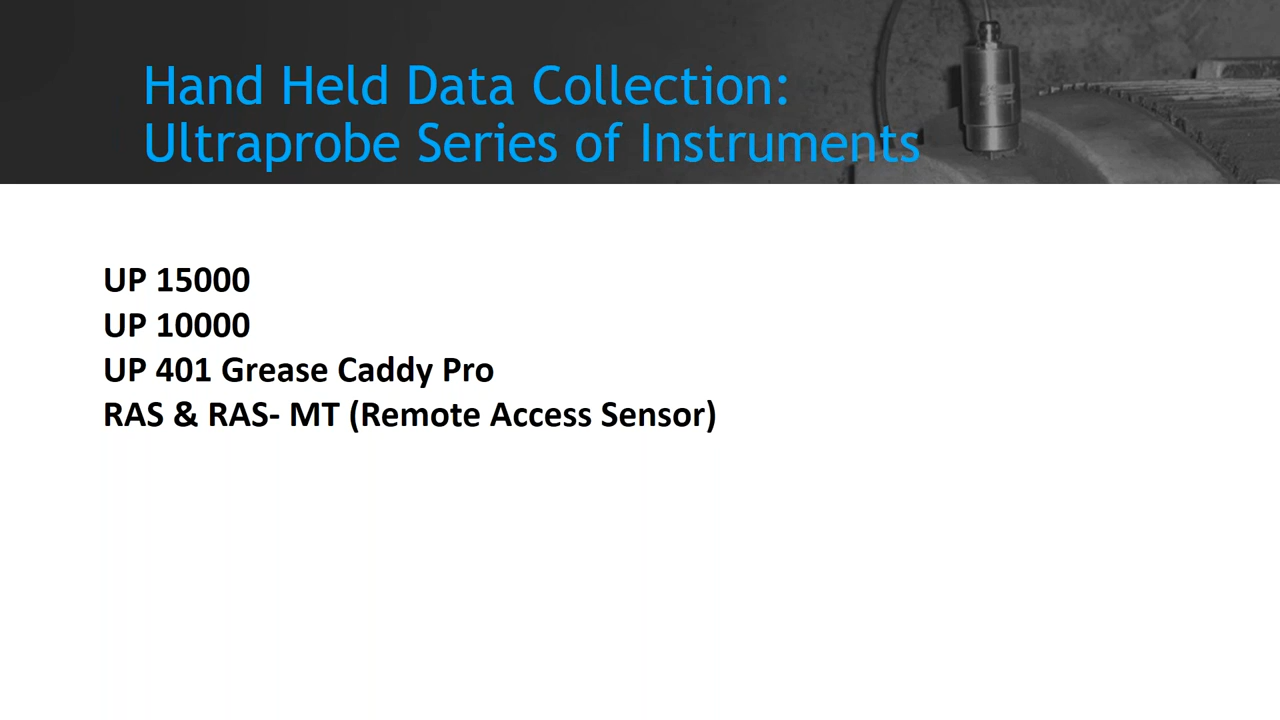 Hand Held Data Collection:
Ultraprobe Series of Instruments
UP 15000
UP 10000
UP 401 Grease Caddy Pro
RAS & RAS- MT (Remote Access Sensor)